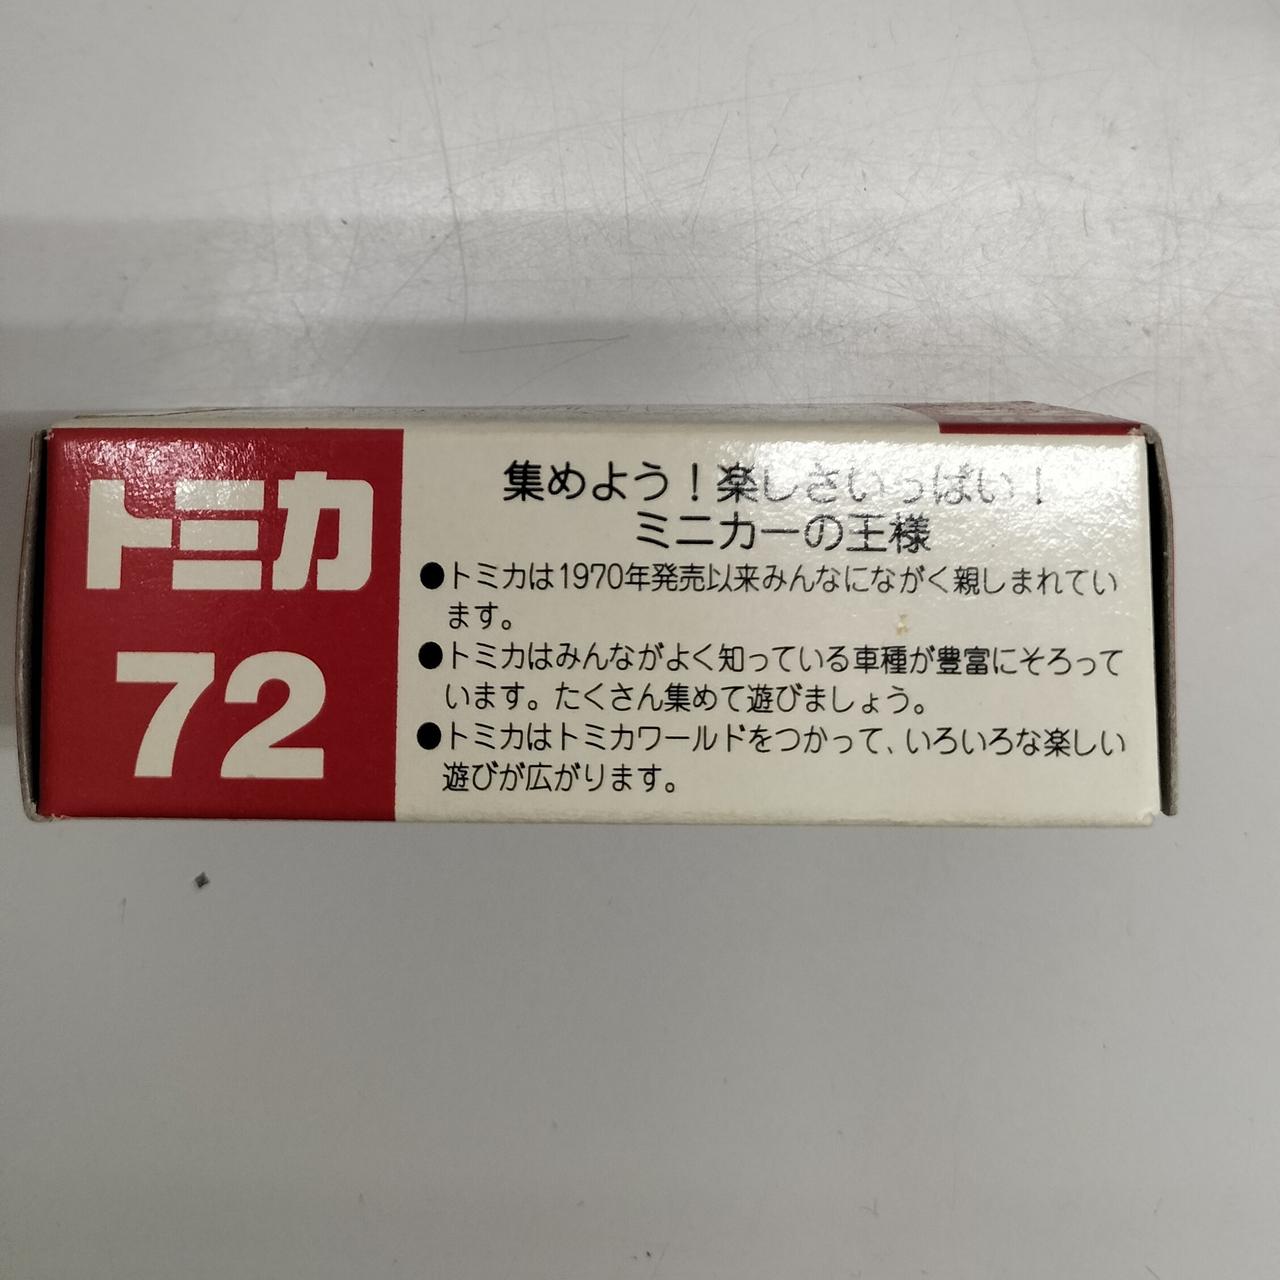 トミカ
72
集めよう！楽しさいっぱい！
ミニカーの王様
●トミカは1970年発売以来みんなにながく親しまれてい
ます。
●トミカはみんながよく知っている車種が豊富にそろって
います。たくさん集めて遊びましょう。
●トミカはトミカワールドをつかって、いろいろな楽しい
遊びが広がります。